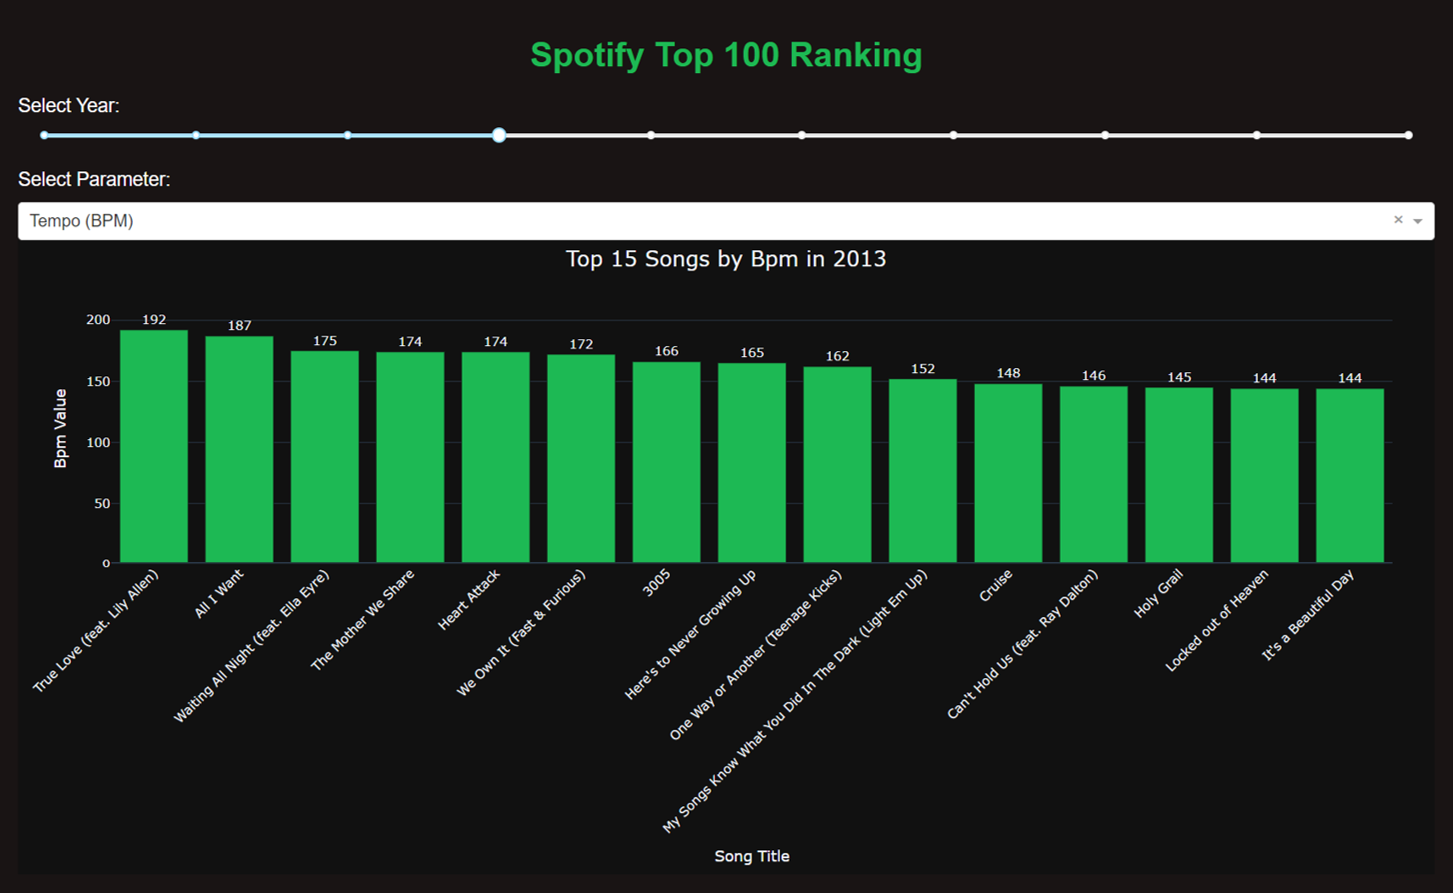 Spotify Top 100 Ranking
Select Year:
Select Parameter:
Tempo (BPM)
×
Top 15 Songs by Bpm in 2013
Bpm Value
200
150
100
50
0
192
187
175
174
174
172
166
165
162
152
148
146
145
144
144
True Love (feat. Lily Allen)
All I Want
Waiting All Night (feat. Ella Eyre)
The Mother We Share
Heart Attack
We Own It (Fast & Furious)
3005
Here's to Never Growing Up
One Way or Another (Teenage Kicks)
My Songs Know What You Did In The Dark (Light Em Up)
Cruise
Can't Hold Us (feat. Ray Dalton)
Holy Grail
Locked out of Heaven
It's a Beautiful Day
Song Title